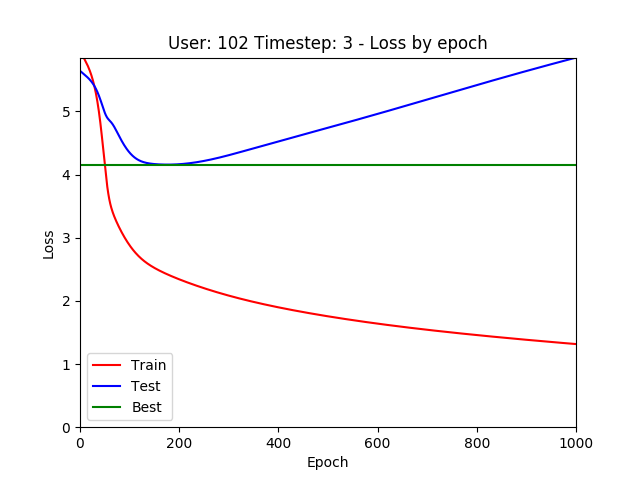 User: 102 Timestep: 3 - Loss by epoch
5
4
3
2
1
0
Loss
Train
Test
Best
0 200 400 600 800 1000
Epoch